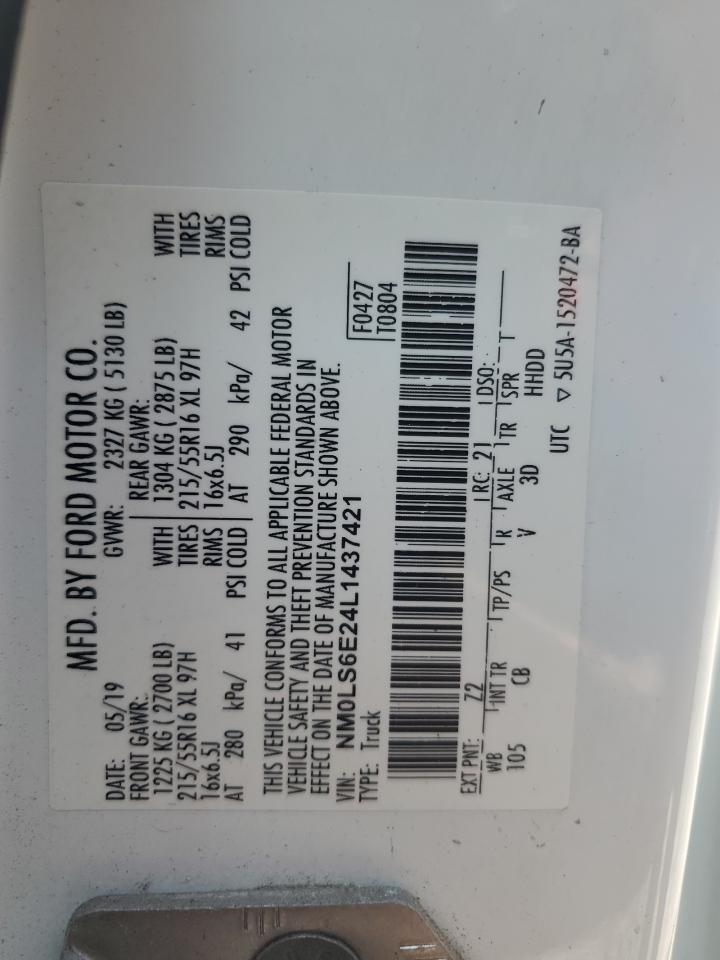 MFD. BY FORD MOTOR CO.
DATE: 05/19 GVWR: 2327 KG ( 5130 LB)
FRONT GAWR: REAR GAWR:
1225 KG ( 2700 LB) WITH 1304 KG ( 2875 LB) WITH
215/55R16 XL 97H TIRES 215/55R16 XL 97H TIRES
16x6.5J RIMS 16x6.5J RIMS
AT 280 kPa/ 41 PSI COLD AT 290 kPa/ 42 PSI COLD
THIS VEHICLE CONFORMS TO ALL APPLICABLE FEDERAL MOTOR
VEHICLE SAFETY AND THEFT PREVENTION STANDARDS IN
EFFECT ON THE DATE OF MANUFACTURE SHOWN ABOVE.
VIN: NM0LS6E24L1437421 F0427
TYPE: Truck T0804
EXT PNT: Z2 RC: 21 DSO:
WB INT TR TP/PS R AXLE TR SPR T
105 CB V 3D HHDD
UTC ▽ 5U5A-1520472-BA